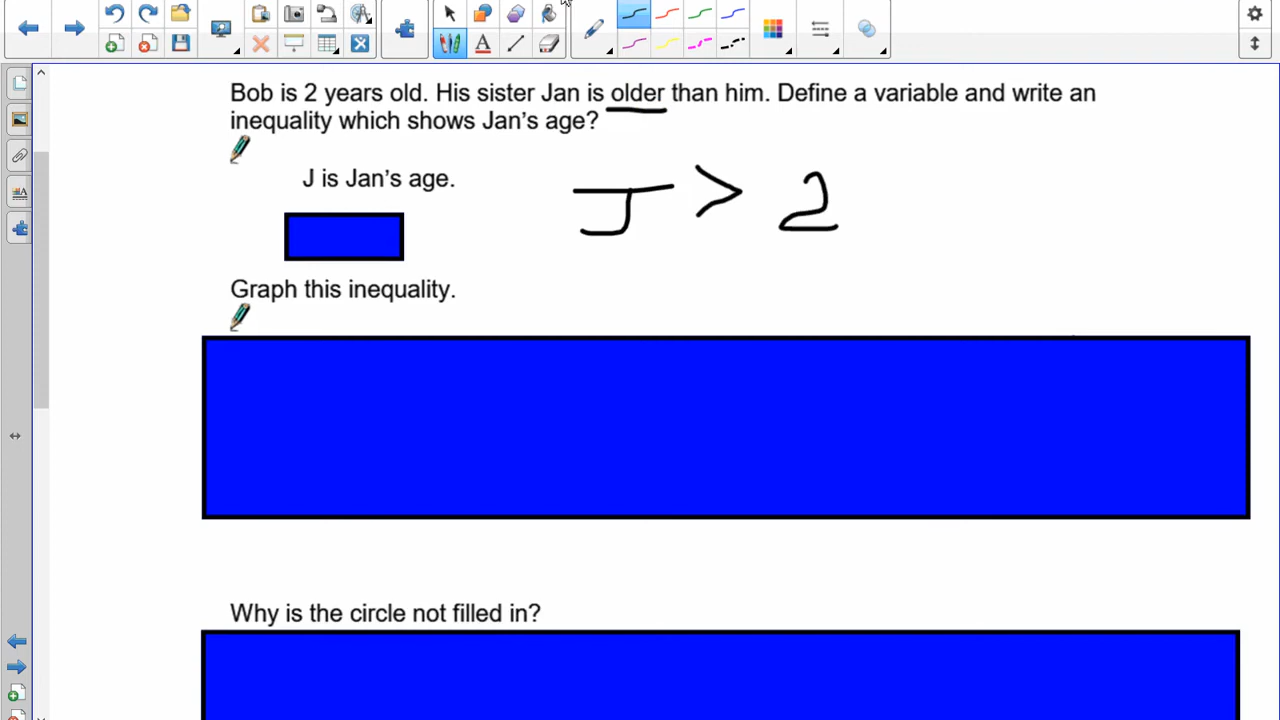 Bob is 2 years old. His sister Jan is older than him. Define a variable and write an
inequality which shows Jan's age?
J is Jan's age.
J > 2
Graph this inequality.
Why is the circle not filled in?